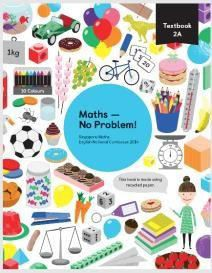 Textbook
2A
1kg
10 Colours
Maths —
No Problem!
Singapore Maths
English National Curriculum 2014
This book is made using
recycled paper.